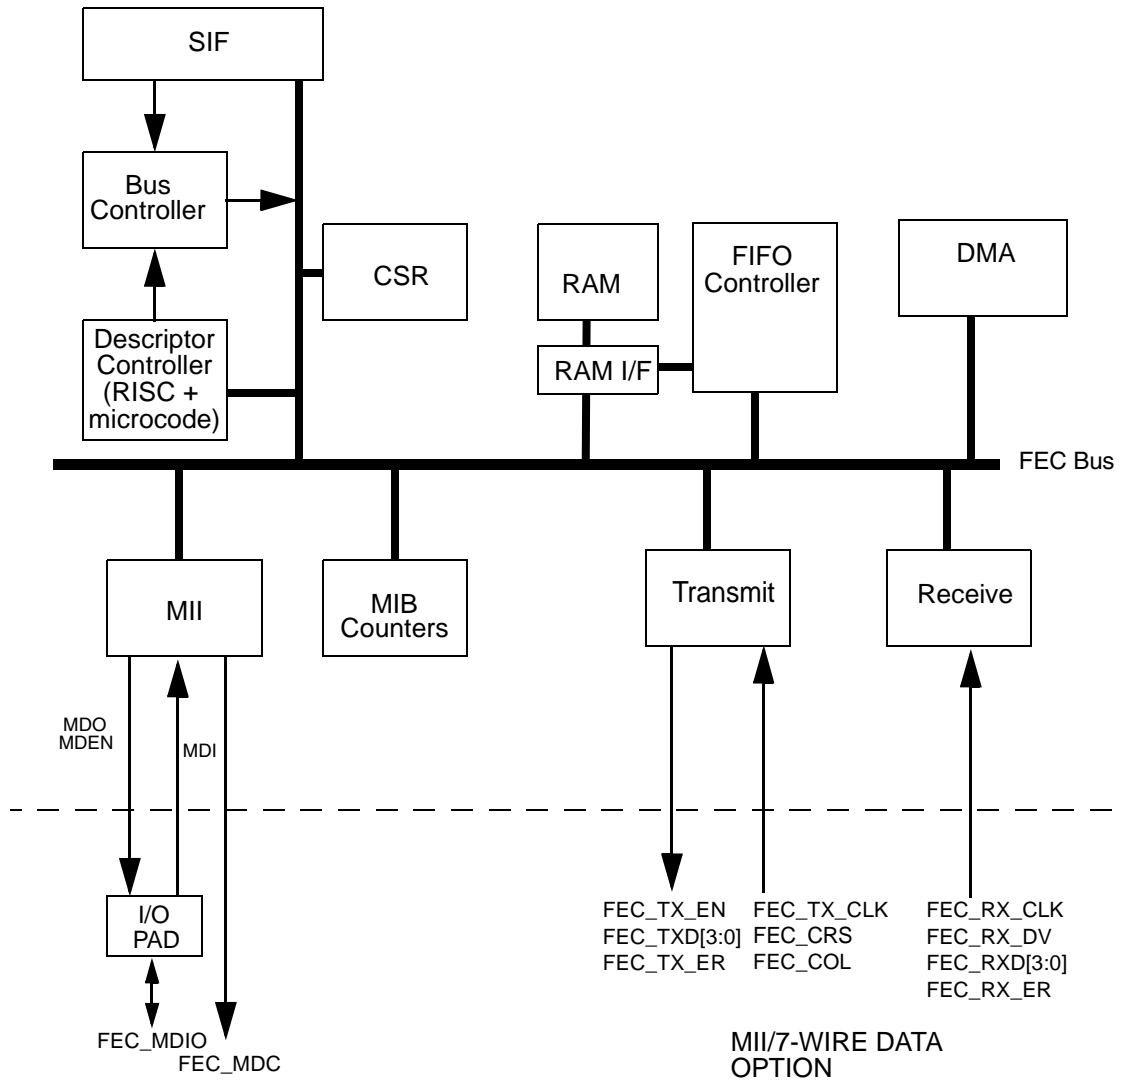 SIF
Bus
Controller
CSR
RAM
FIFO
Controller
DMA
Descriptor
Controller
(RISC +
microcode)
RAM I/F
FEC Bus
MII
MIB
Counters
Transmit
Receive
MDO
MDEN
MDI
I/O
PAD
FEC_MDIO
FEC_MDC
FEC_TX_EN
FEC_TXD[3:0]
FEC_TX_ER
FEC_TX_CLK
FEC_CRS
FEC_COL
FEC_RX_CLK
FEC_RX_DV
FEC_RXD[3:0]
FEC_RX_ER
MII/7-WIRE DATA
OPTION